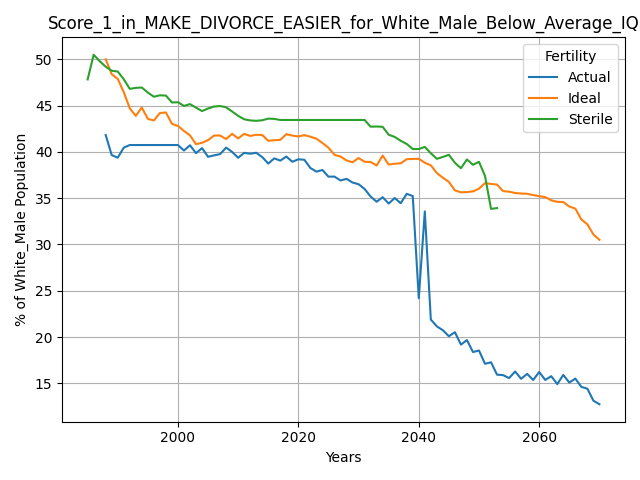 Score_1_in_MAKE_DIVORCE_EASIER_for_White_Male_Below_Average_IQ
Fertility
Actual
Ideal
Sterile
% of White_Male Population
50
45
40
35
30
25
20
15
2000
2020
2040
2060
Years